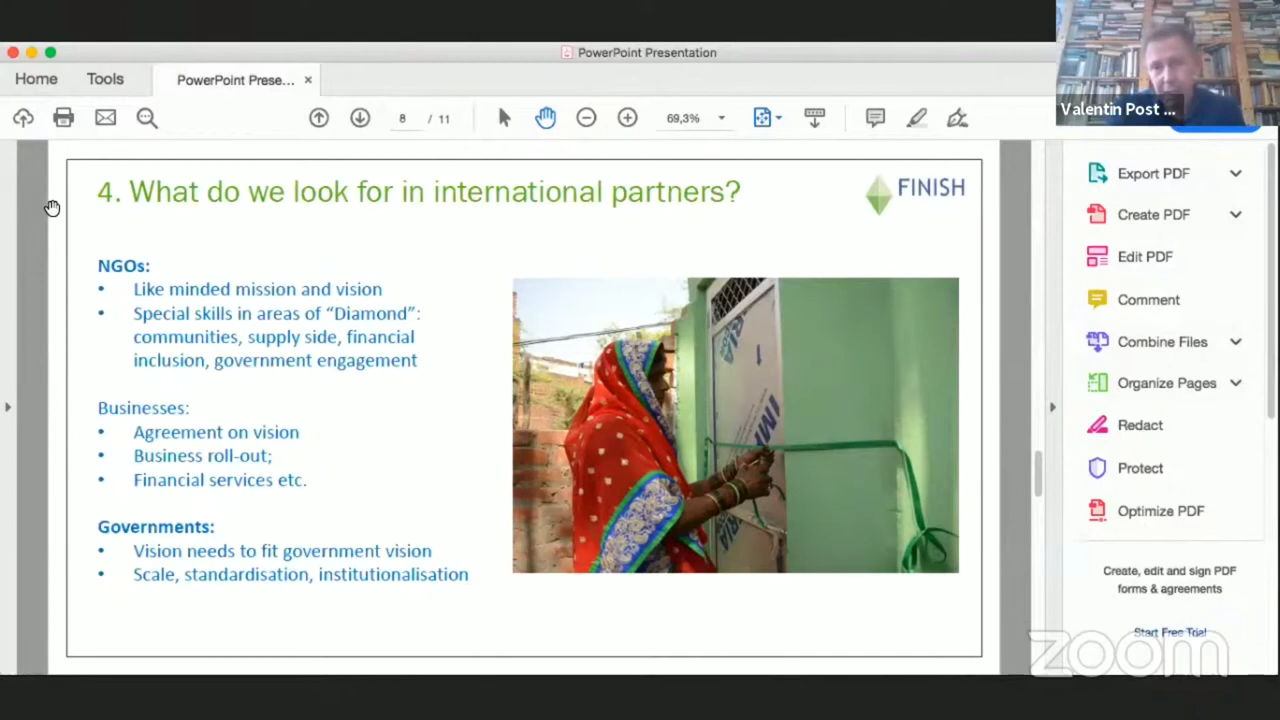 PowerPoint Presentation
Valentin Post ...
Home
Tools
PowerPoint Prese... ×
8 / 11
69,3%
4. What do we look for in international partners?
FINISH
NGOs:
• Like minded mission and vision
• Special skills in areas of “Diamond”:
communities, supply side, financial
inclusion, government engagement
Businesses:
• Agreement on vision
• Business roll-out;
• Financial services etc.
Governments:
• Vision needs to fit government vision
• Scale, standardisation, institutionalisation
Export PDF
Create PDF
Edit PDF
Comment
Combine Files
Organize Pages
Redact
Protect
Optimize PDF
Create, edit and sign PDF
forms & agreements
Start Free Trial
zoom